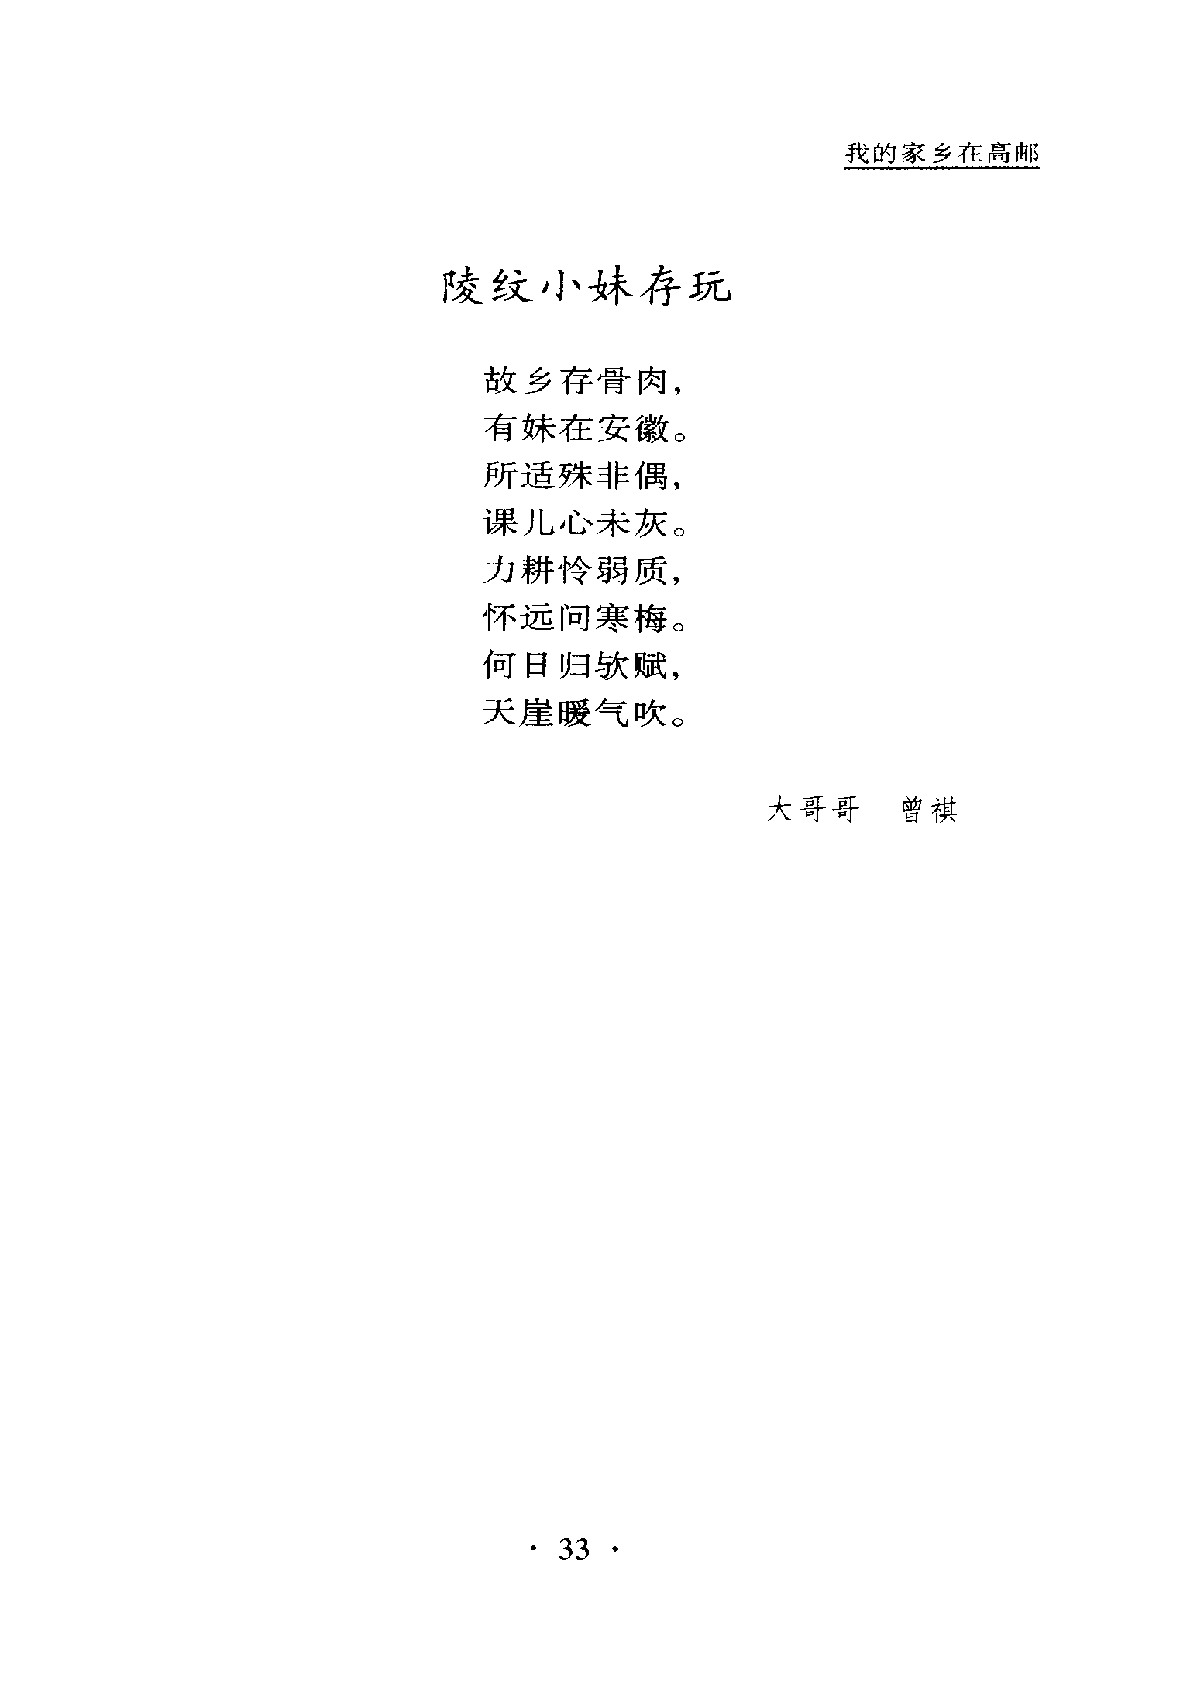 我的家乡在高邮
陵纹小妹存玩
故乡存骨肉，
有妹在安徽。
所适殊非偶，
课儿心未灰。
力耕怜弱质，
怀远问寒梅。
何日归欤赋，
天崖暖气吹。
大哥哥　曾祺
· 33 ·